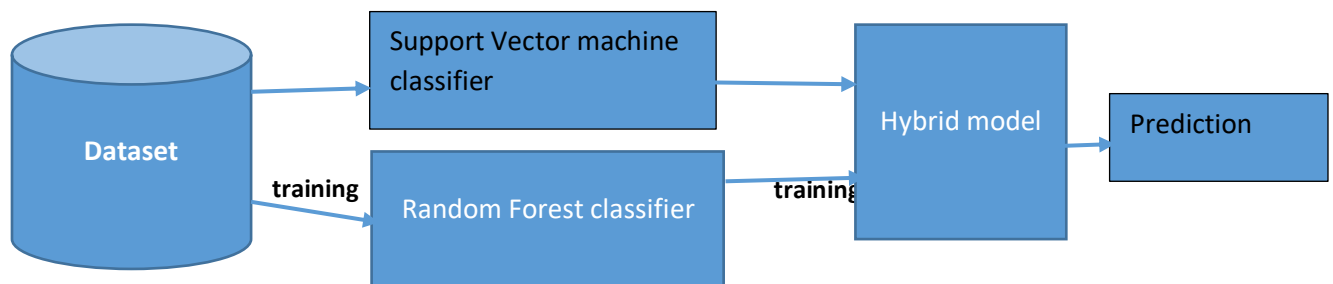 Dataset
training
Support Vector machine
classifier
Random Forest classifier
training
Hybrid model
Prediction